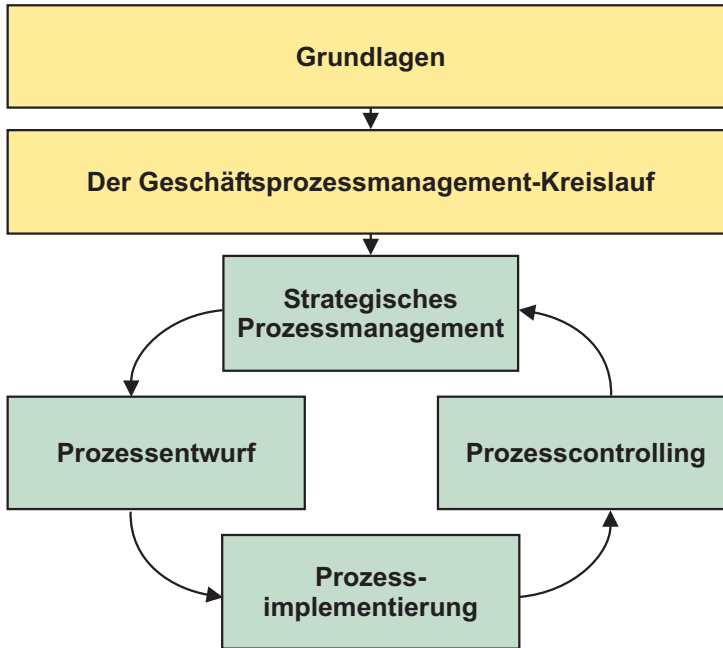 Grundlagen
Der Geschäftsprozessmanagement-Kreislauf
Strategisches
Prozessmanagement
Prozessentwurf
Prozesscontrolling
Prozess-
implementierung